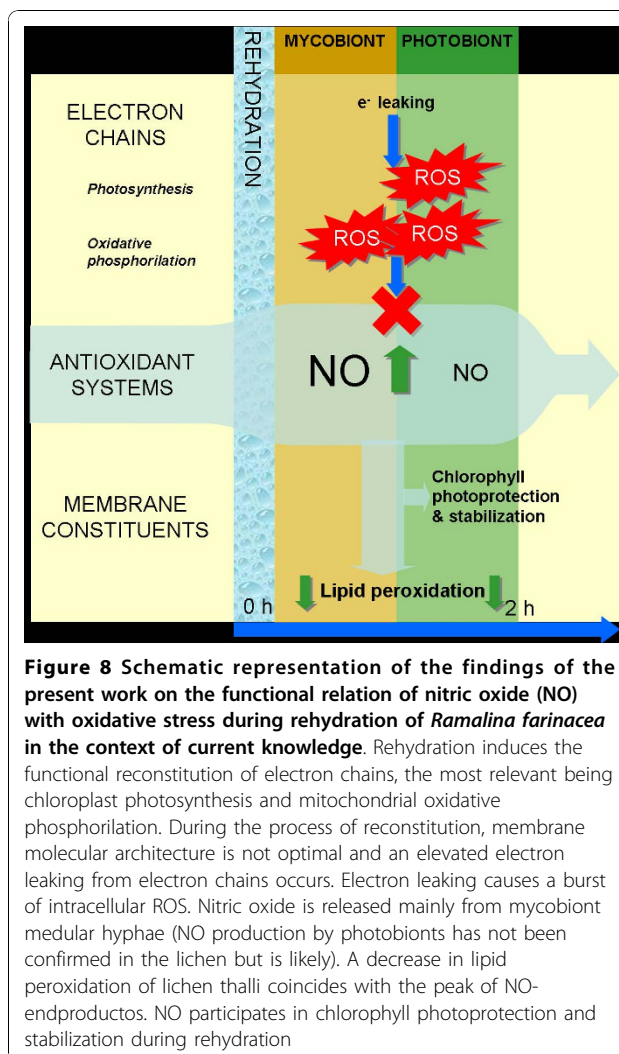 REHYDRATION
MYCOBIONT
PHOTOBIONT
ELECTRON
CHAINS
Photosynthesis
Oxidative
phosphorilation
e- leaking
ROS
ROS
ROS
ANTIOXIDANT
SYSTEMS
NO
NO
MEMBRANE
CONSTITUENTS
Chlorophyll
photoprotection
& stabilization
Lipid peroxidation
0 h
2 h
Figure 8 Schematic representation of the findings of the
present work on the functional relation of nitric oxide (NO)
with oxidative stress during rehydration of Ramalina farinacea
in the context of current knowledge. Rehydration induces the
functional reconstitution of electron chains, the most relevant being
chloroplast photosynthesis and mitochondrial oxidative
phosphorilation. During the process of reconstitution, membrane
molecular architecture is not optimal and an elevated electron
leaking from electron chains occurs. Electron leaking causes a burst
of intracellular ROS. Nitric oxide is released mainly from mycobiont
medular hyphae (NO production by photobionts has not been
confirmed in the lichen but is likely). A decrease in lipid
peroxidation of lichen thalli coincides with the peak of NO-
endproductos. NO participates in chlorophyll photoprotection and
stabilization during rehydration